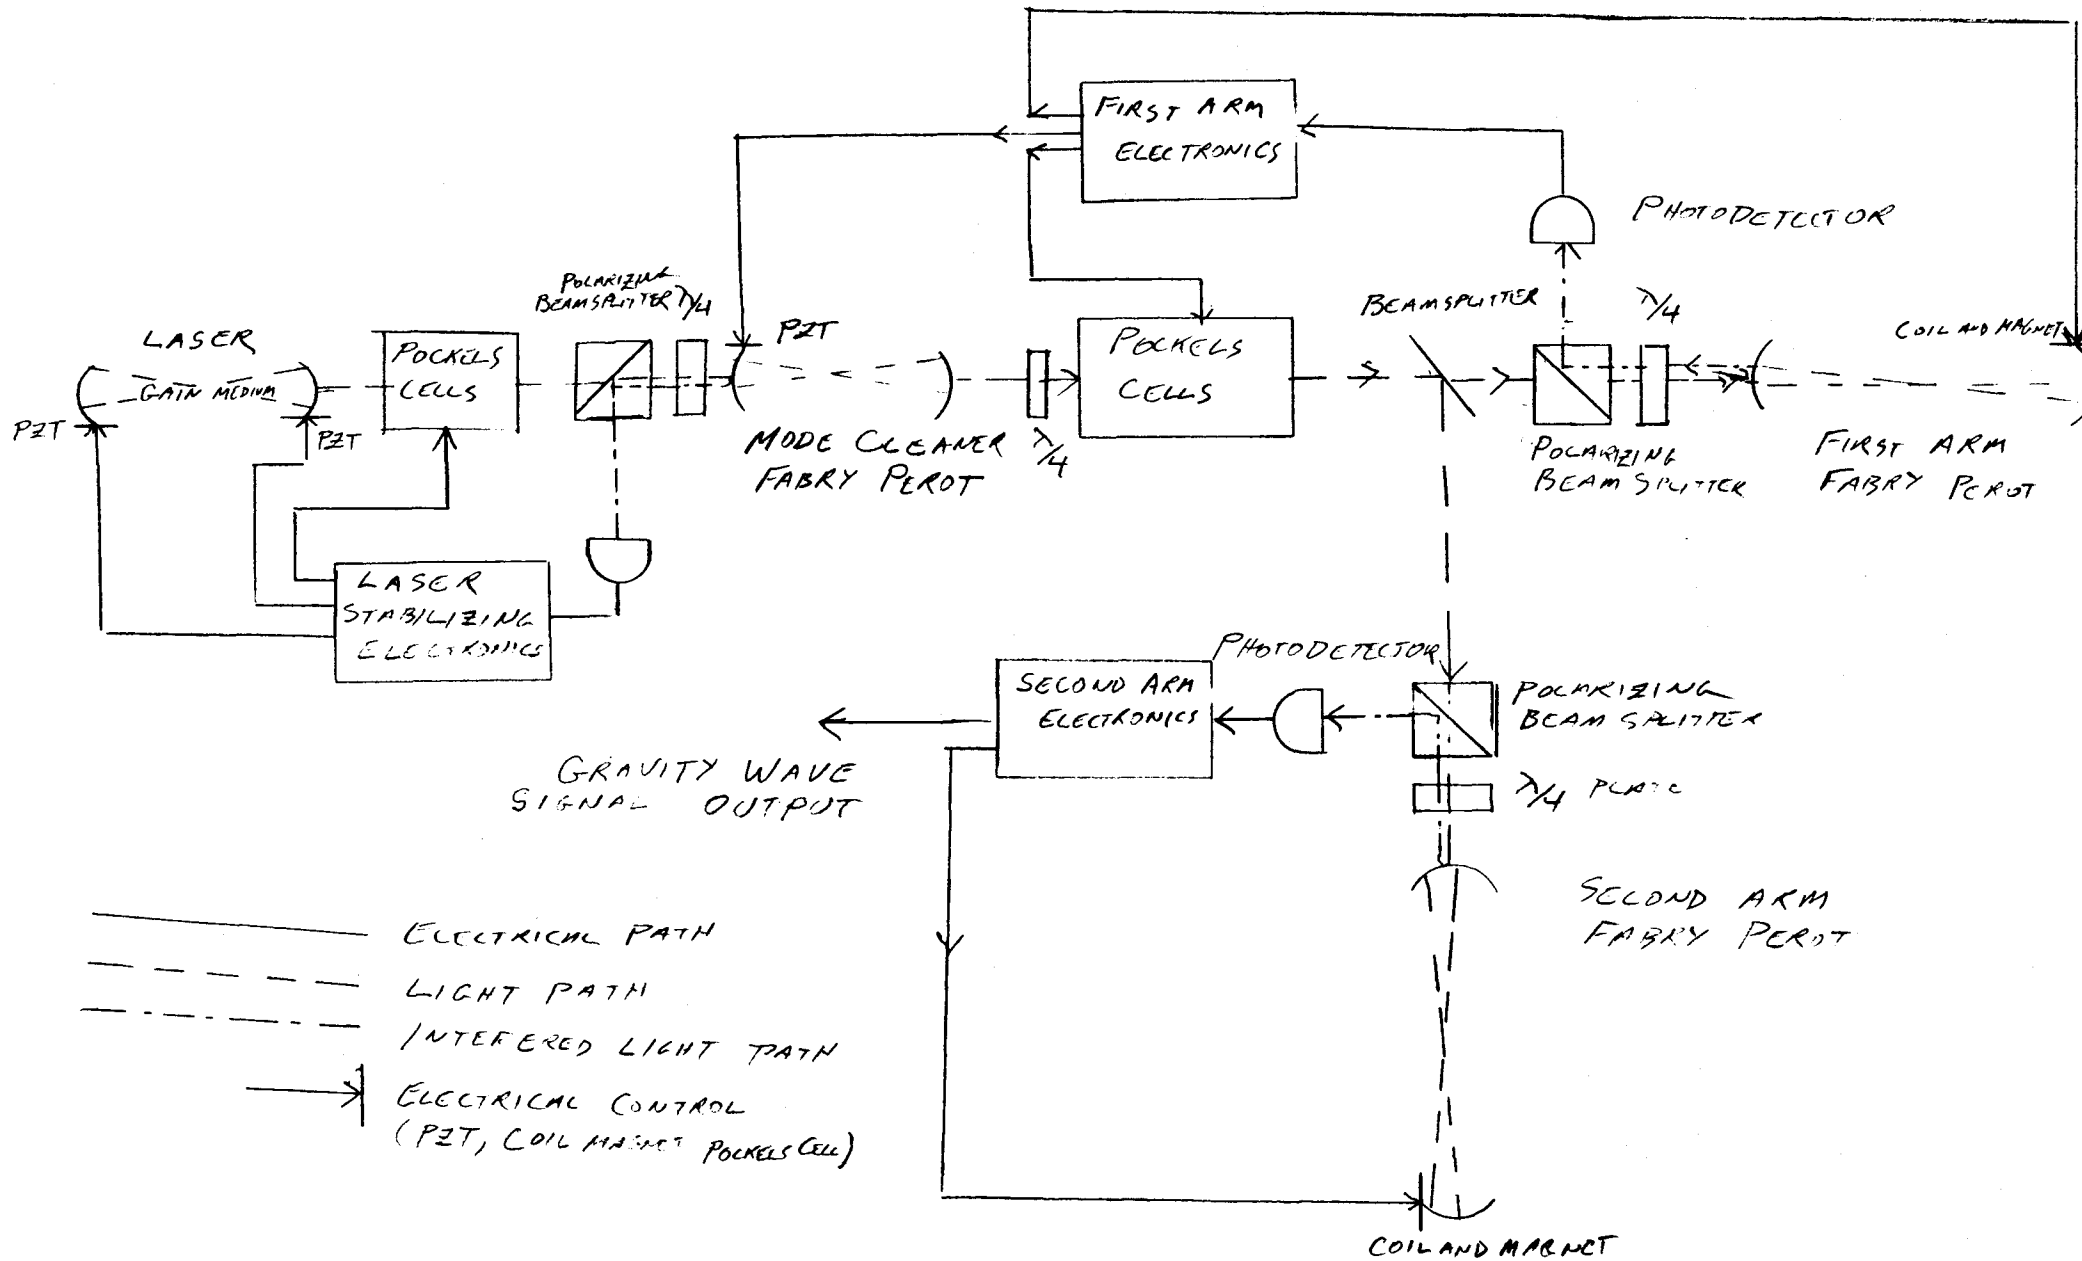 FIRST ARM
ELECTRONICS
PHOTODETECTOR
POLARIZING
BEAMSPLITTER
λ/4
LASER
GAIN MEDIUM
PZT
PZT
POCKELS
CELLS
PZT
MODE CLEANER
FABRY PEROT
λ/4
POCKELS
CELLS
BEAMSPLITTER
λ/4
COIL AND MAGNET
POLARIZING
BEAM SPLITTER
FIRST ARM
FABRY PEROT
LASER
STABILIZING
ELECTRONICS
PHOTODETECTOR
SECOND ARM
ELECTRONICS
POLARIZING
BEAM SPLITTER
λ/4 PLATE
GRAVITY WAVE
SIGNAL OUTPUT
SECOND ARM
FABRY PEROT
ELECTRICAL PATH
LIGHT PATH
INTEFERED LIGHT PATH
ELECTRICAL CONTROL
(PZT, COIL MAGNET POCKELS CELL)
COIL AND MAGNET